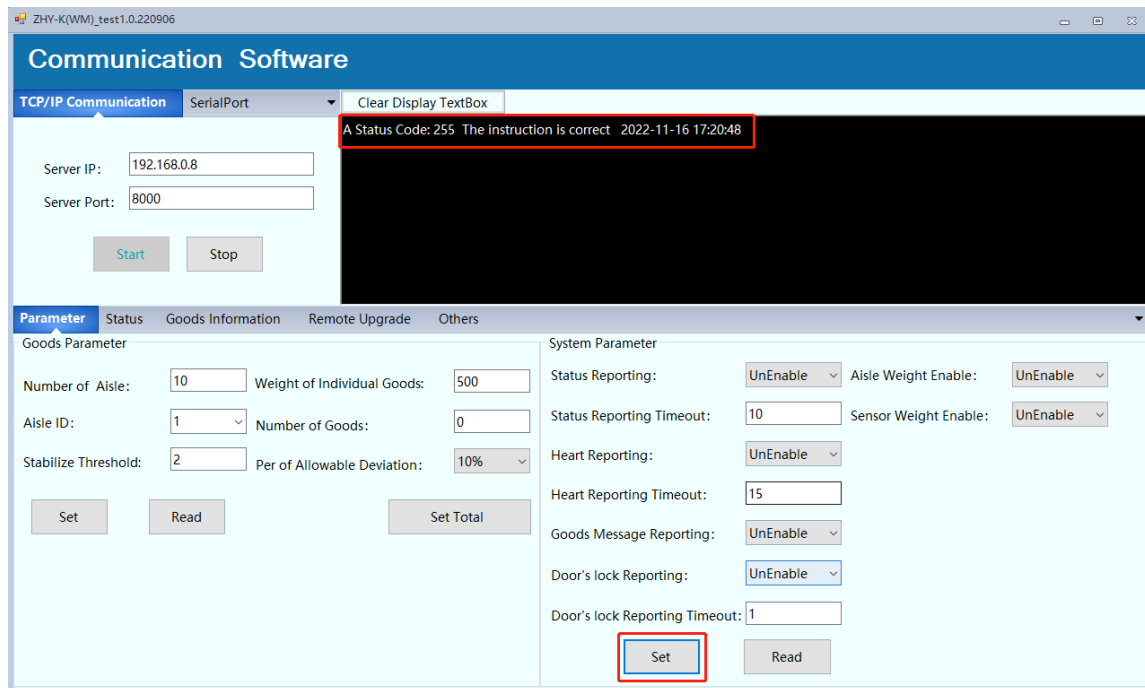 ZHY-K(WM)_test1.0.220906
Communication Software
TCP/IP Communication SerialPort Clear Display TextBox
A Status Code: 255 The instruction is correct 2022-11-16 17:20:48
Server IP: 192.168.0.8
Server Port: 8000
Start Stop
Parameter Status Goods Information Remote Upgrade Others
Goods Parameter
Number of Aisle: 10 Weight of Individual Goods: 500
Aisle ID: 1 Number of Goods: 0
Stabilize Threshold: 2 Per of Allowable Deviation: 10%
Set Read Set Total
System Parameter
Status Reporting: UnEnable Aisle Weight Enable: UnEnable
Status Reporting Timeout: 10 Sensor Weight Enable: UnEnable
Heart Reporting: UnEnable
Heart Reporting Timeout: 15
Goods Message Reporting: UnEnable
Door's lock Reporting: UnEnable
Door's lock Reporting Timeout: 1
Set Read